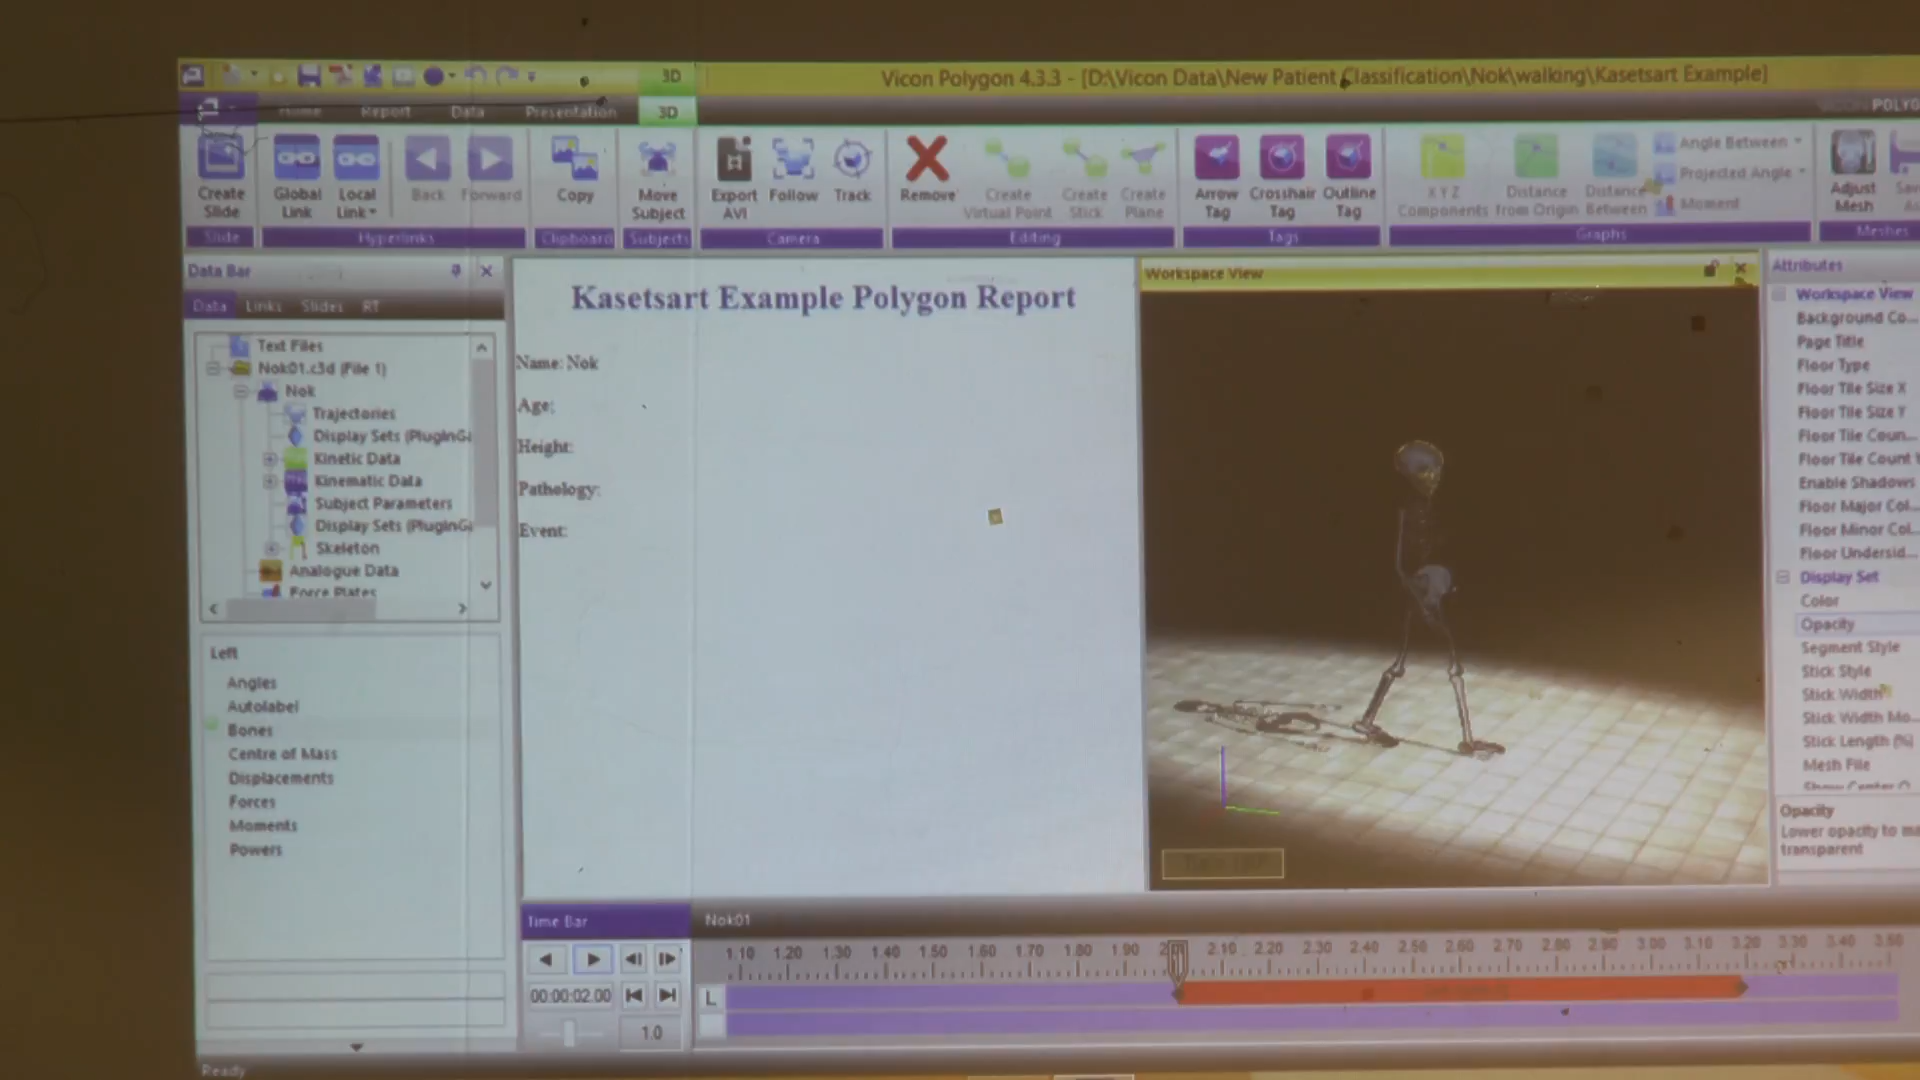 3D
Vicon Polygon 4.3.3 - [D:\Vicon Data\New Patient Classification\Nok\walking\Kasetsart Example]
Home
Report
Data
Presentation
3D
Create Slide
Global Link
Local Link
Back
Forward
Copy
Move Subject
Export AVI
Follow
Track
Remove
Create Virtual Point
Create Stick
Create Plane
Arrow Tag
Crosshair Tag
Outline Tag
X Y Z Components
Distance from Origin
Distance Between
Angle Between
Projected Angle
Moment
Adjust Mesh
Slide
Hyperlinks
Clipboard
Subjects
Camera
Editing
Tags
Graphs
Meshes
Data Bar
Data
Links
Slides
RT
Text Files
Nok01.c3d (File 1)
Nok
Trajectories
Display Sets (PlugInGa
Kinetic Data
Kinematic Data
Subject Parameters
Display Sets (PlugInGa
Skeleton
Analogue Data
Force Plates
Left
Angles
Autolabel
Bones
Centre of Mass
Displacements
Forces
Moments
Powers
Kasetsart Example Polygon Report
Name: Nok
Age:
Height:
Pathology:
Event:
Workspace View
Attributes
Workspace View
Background Co...
Page Title
Floor Type
Floor Tile Size X
Floor Tile Size Y
Floor Tile Coun...
Floor Tile Count Y
Enable Shadows
Floor Major Col...
Floor Minor Col...
Floor Undersid...
Display Set
Color
Opacity
Segment Style
Stick Style
Stick Width
Stick Width Mo...
Stick Length (%)
Mesh File
Opacity
Lower opacity to ma
transparent
Time Bar
Nok01
1.10 1.20 1.30 1.40 1.50 1.60 1.70 1.80 1.90 2.10 2.20 2.30 2.40 2.50 2.60 2.70 2.80 2.90 3.00 3.10 3.20 3.30 3.40 3.50
00:00:02.00
L
1.0
Ready